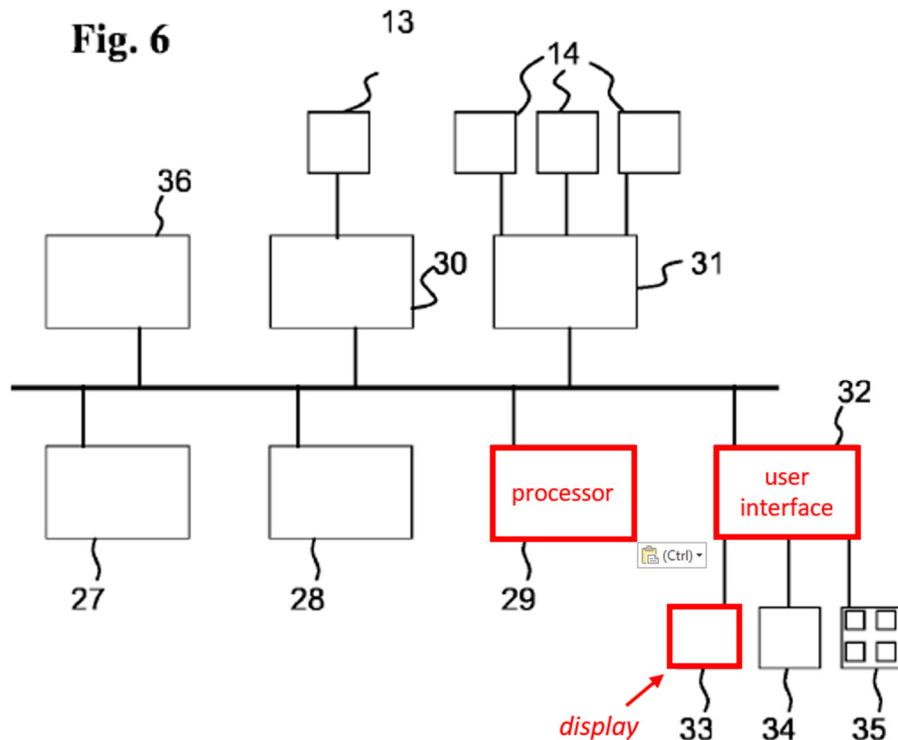 Fig. 6
13
14
36
30
31
32
processor
user
interface
(Ctrl)
27
28
29
display
33
34
35